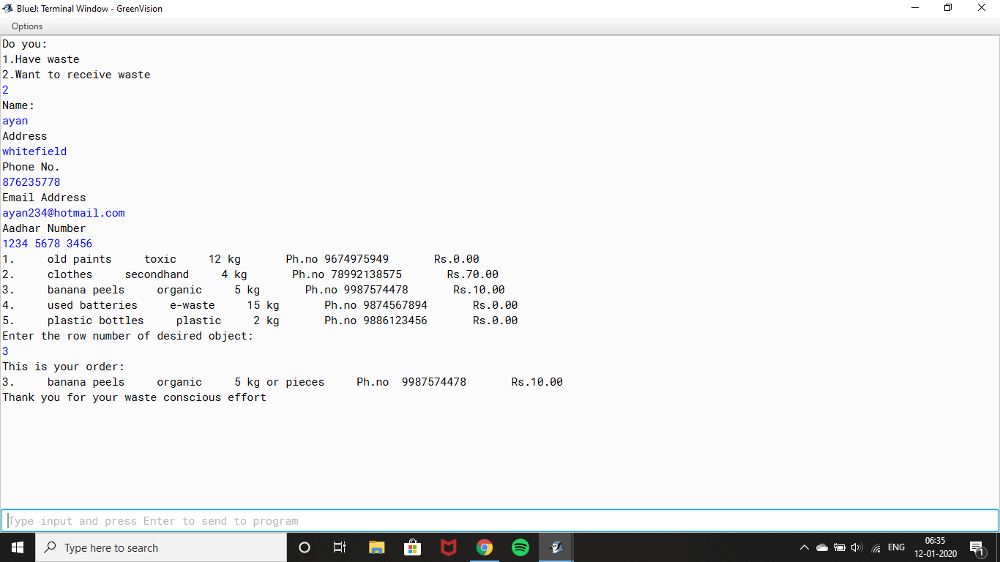 BlueJ: Terminal Window - GreenVision
Options
Do you:
1.Have waste
2.Want to receive waste
2
Name:
ayan
Address
whitefield
Phone No.
876235778
Email Address
ayan234@hotmail.com
Aadhar Number
1234 5678 3456
1.     old paints     toxic     12 kg       Ph.no 9674975949       Rs.0.00
2.     clothes     secondhand     4 kg       Ph.no 78992138575       Rs.70.00
3.     banana peels     organic     5 kg       Ph.no 9987574478       Rs.10.00
4.     used batteries     e-waste     15 kg       Ph.no 9874567894       Rs.0.00
5.     plastic bottles     plastic     2 kg       Ph.no 9886123456       Rs.0.00
Enter the row number of desired object:
3
This is your order:
3.     banana peels     organic     5 kg or pieces     Ph.no  9987574478       Rs.10.00
Thank you for your waste conscious effort
Type input and press Enter to send to program
Type here to search
ENG
06:35
12-01-2020
1